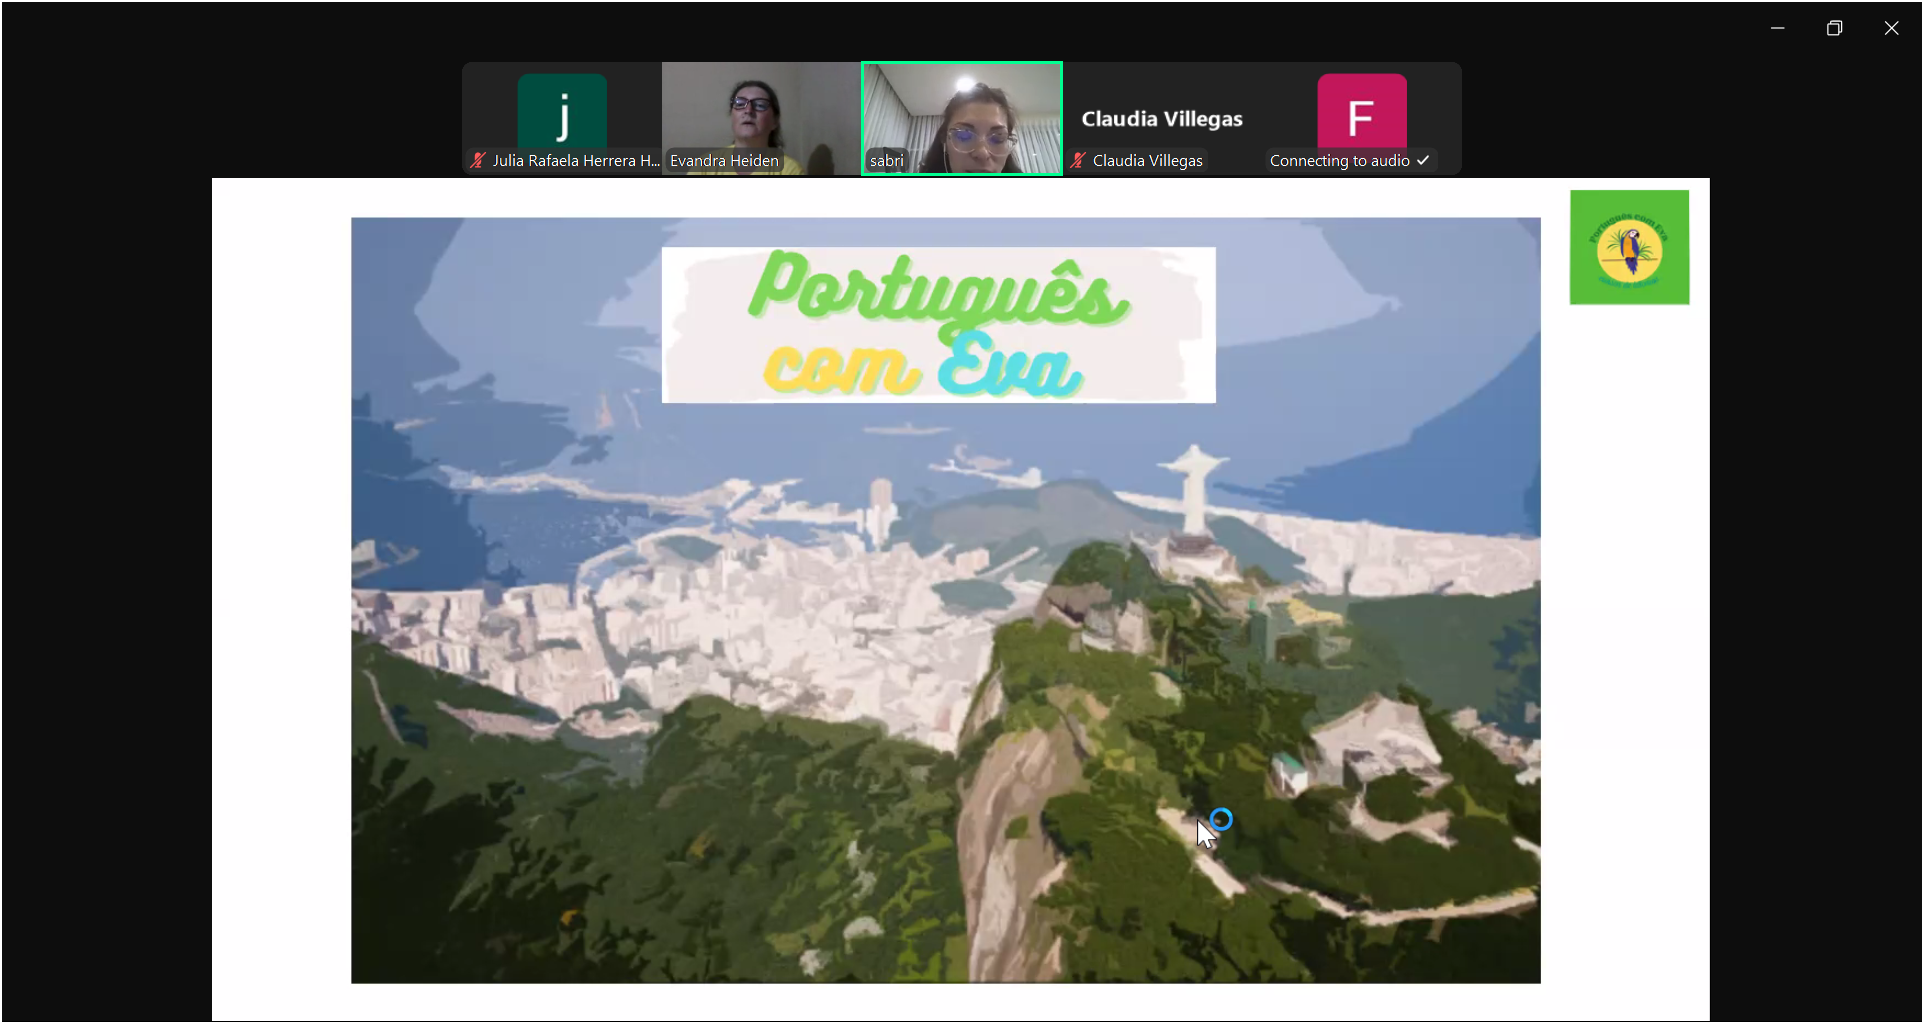 j
Julia Rafaela Herrera H...
Evandra Heiden
sabri
Claudia Villegas
Claudia Villegas
F
Connecting to audio
Português
com Eva
Português com Eva